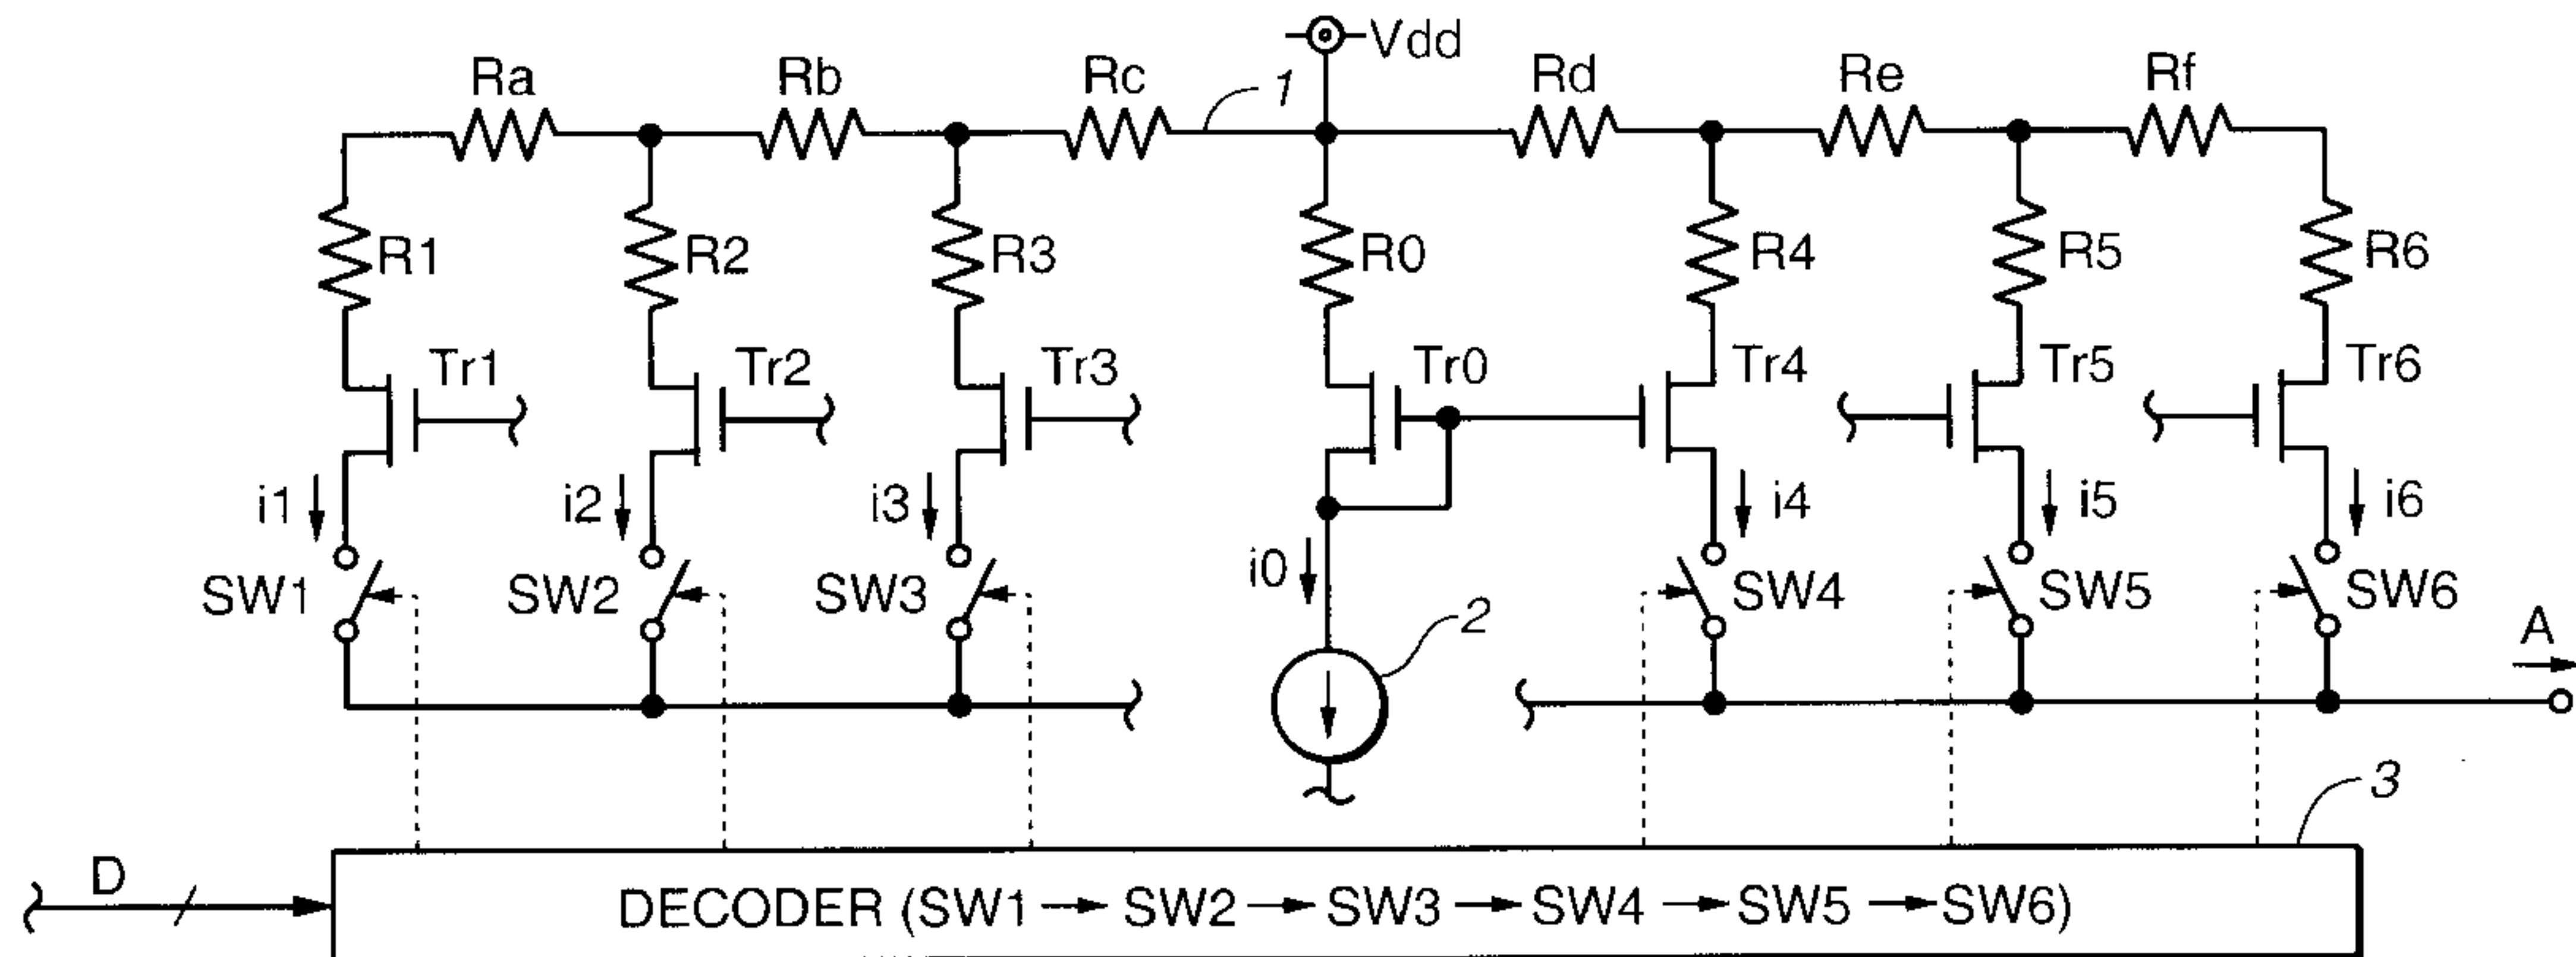 Vdd
Ra Rb Rc 1 Rd Re Rf
R1 R2 R3 R0 R4 R5 R6
Tr1 Tr2 Tr3 Tr0 Tr4 Tr5 Tr6
i1 i2 i3 i0 i4 i5 i6
SW1 SW2 SW3 SW4 SW5 SW6
2 A
3
D
DECODER (SW1 → SW2 → SW3 → SW4 → SW5 → SW6)